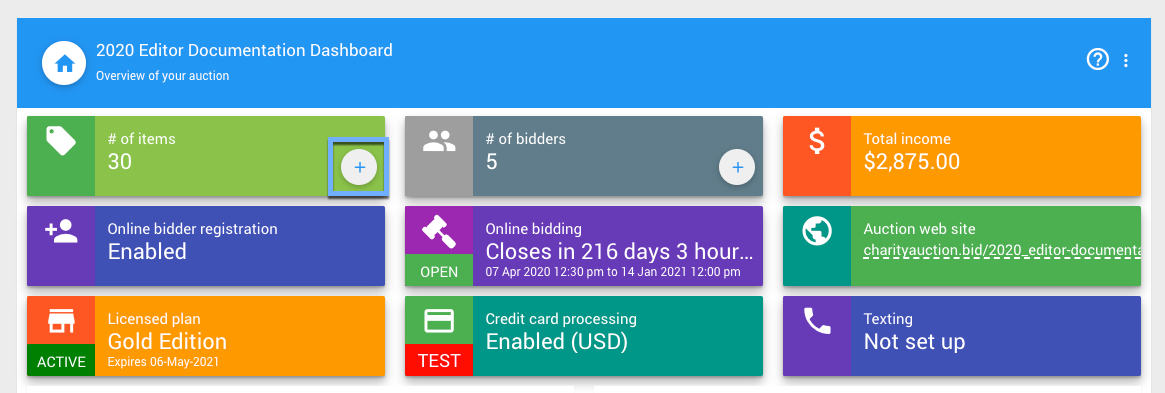 2020 Editor Documentation Dashboard
Overview of your auction
# of items
30
# of bidders
5
Total income
$2,875.00
Online bidder registration
Enabled
Online bidding
Closes in 216 days 3 hour…
OPEN
07 Apr 2020 12:30 pm to 14 Jan 2021 12:00 pm
Auction web site
charityauction.bid/2020_editor-documenta
Licensed plan
Gold Edition
ACTIVE
Expires 06-May-2021
Credit card processing
Enabled (USD)
TEST
Texting
Not set up